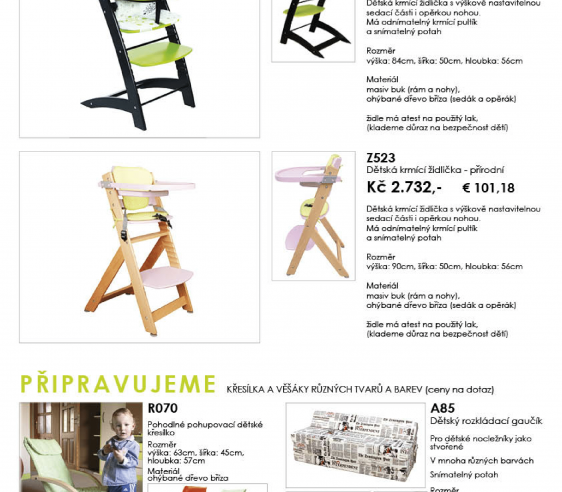 Dětská krmící židlička s výškově nastavitelnou
sedací části i opěrkou nohou.
Má odnímatelný krmící pultík
a snímatelný potah
Rozměr
výška: 84cm, šířka: 50cm, hloubka: 56cm
Materiál
masiv buk (rám a nohy),
ohýbané dřevo bříza (sedák a opěrák)
židle má atest na použitý lak,
(klademe důraz na bezpečnost dětí)
Z523
Dětská krmící židlička - přírodní
Kč 2.732,- € 101,18
Dětská krmící židlička s výškově nastavitelnou
sedací části i opěrkou nohou.
Má odnímatelný krmící pultík
a snímatelný potah
Rozměr
výška: 90cm, šířka: 50cm, hloubka: 56cm
Materiál
masiv buk (rám a nohy),
ohýbané dřevo bříza (sedák a opěrák)
židle má atest na použitý lak,
(klademe důraz na bezpečnost dětí)
PŘIPRAVUJEME KŘESÍLKA A VĚŠÁKY RŮZNÝCH TVARŮ A BAREV (ceny na dotaz)
R070
Pohodlné pohupovací dětské
křesílko
Rozměr
výška: 63cm, šířka: 45cm,
hloubka: 57cm
Materiál
ohýbané dřevo bříza
A85
Dětský rozkládací gaučík
Pro dětské nocležníky jako
stvořené
V mnoha různých barvách
Snímatelný potah
Rozměr